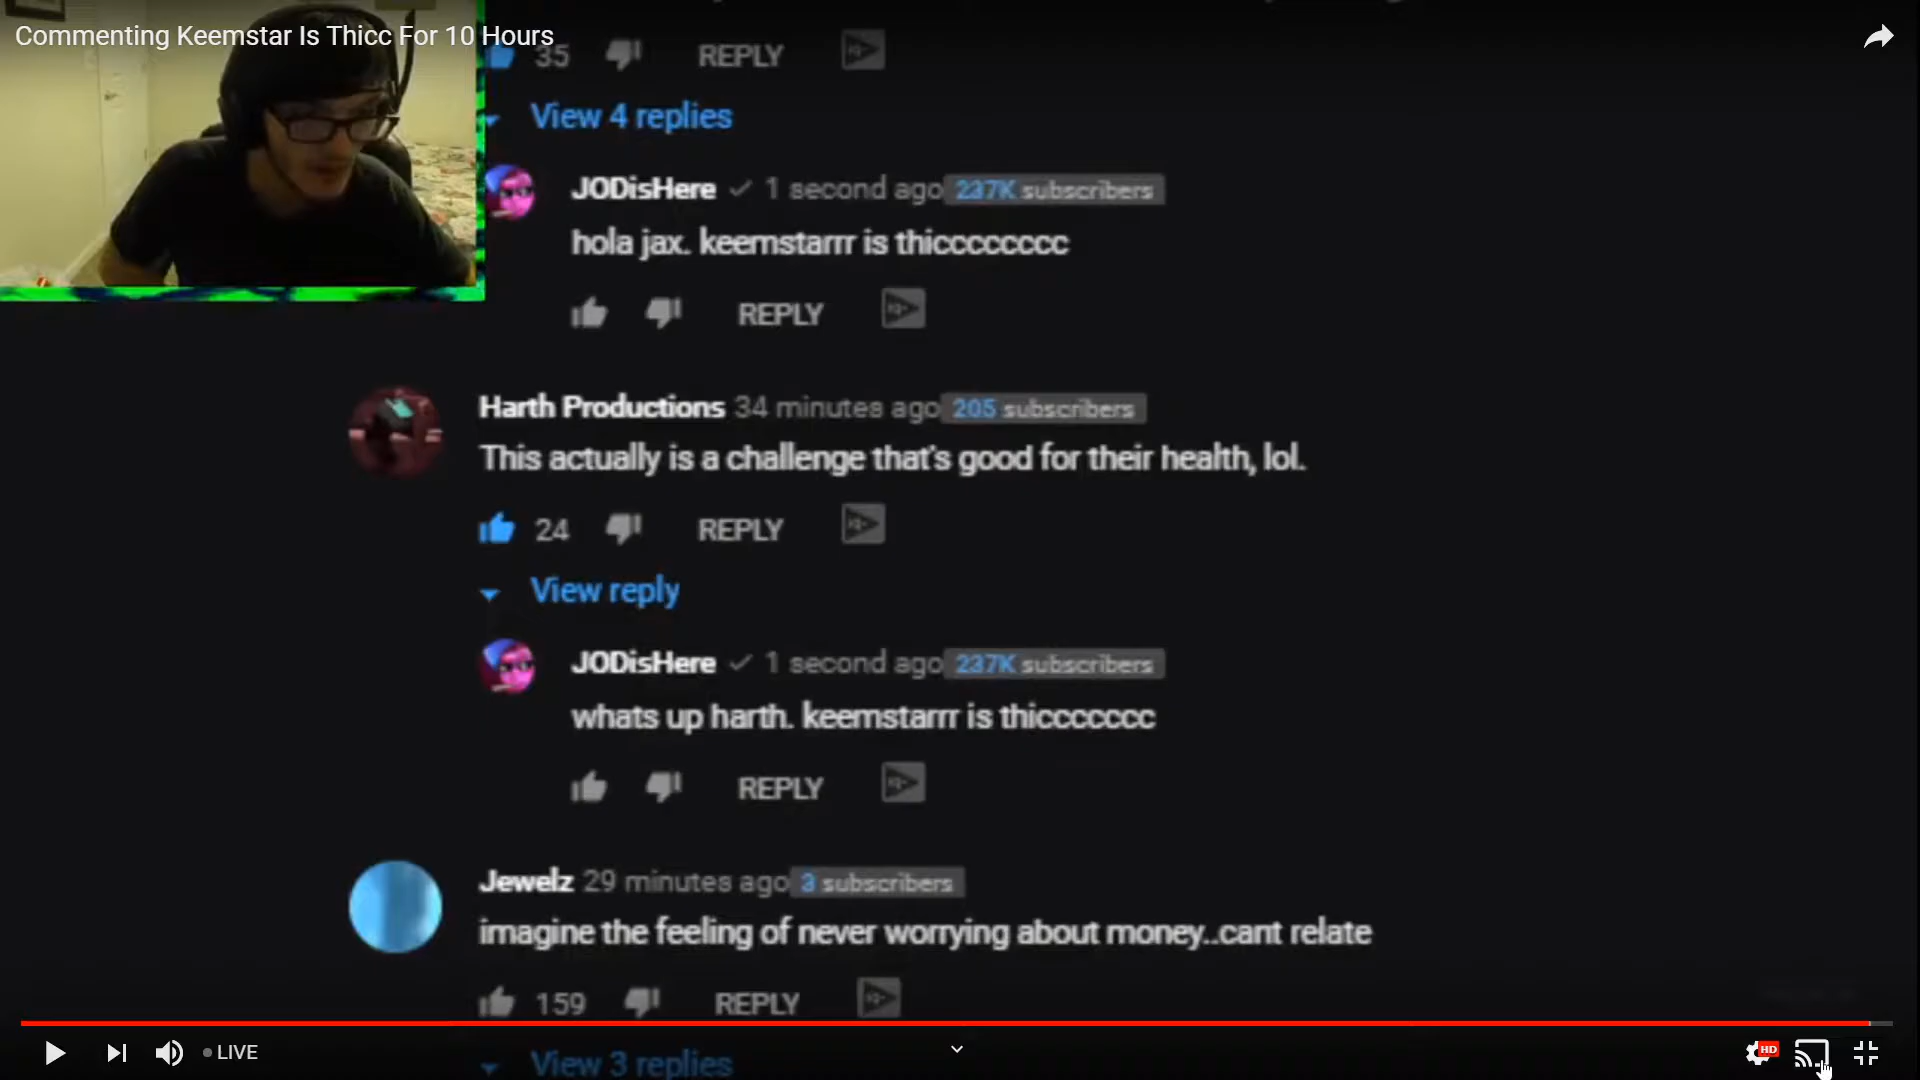 Commenting Keemstar Is Thicc For 10 Hours
35 REPLY
View 4 replies
JODisHere 1 second ago 237K subscribers
hola jax. keemstarrr is thicccccccc
REPLY
Harth Productions 34 minutes ago 205 subscribers
This actually is a challenge that's good for their health, lol.
24 REPLY
View reply
JODisHere 1 second ago 237K subscribers
whats up harth. keemstarrr is thicccccccc
REPLY
Jewelz 29 minutes ago 3 subscribers
imagine the feeling of never worrying about money..cant relate
159 REPLY
LIVE HD
View 3 replies